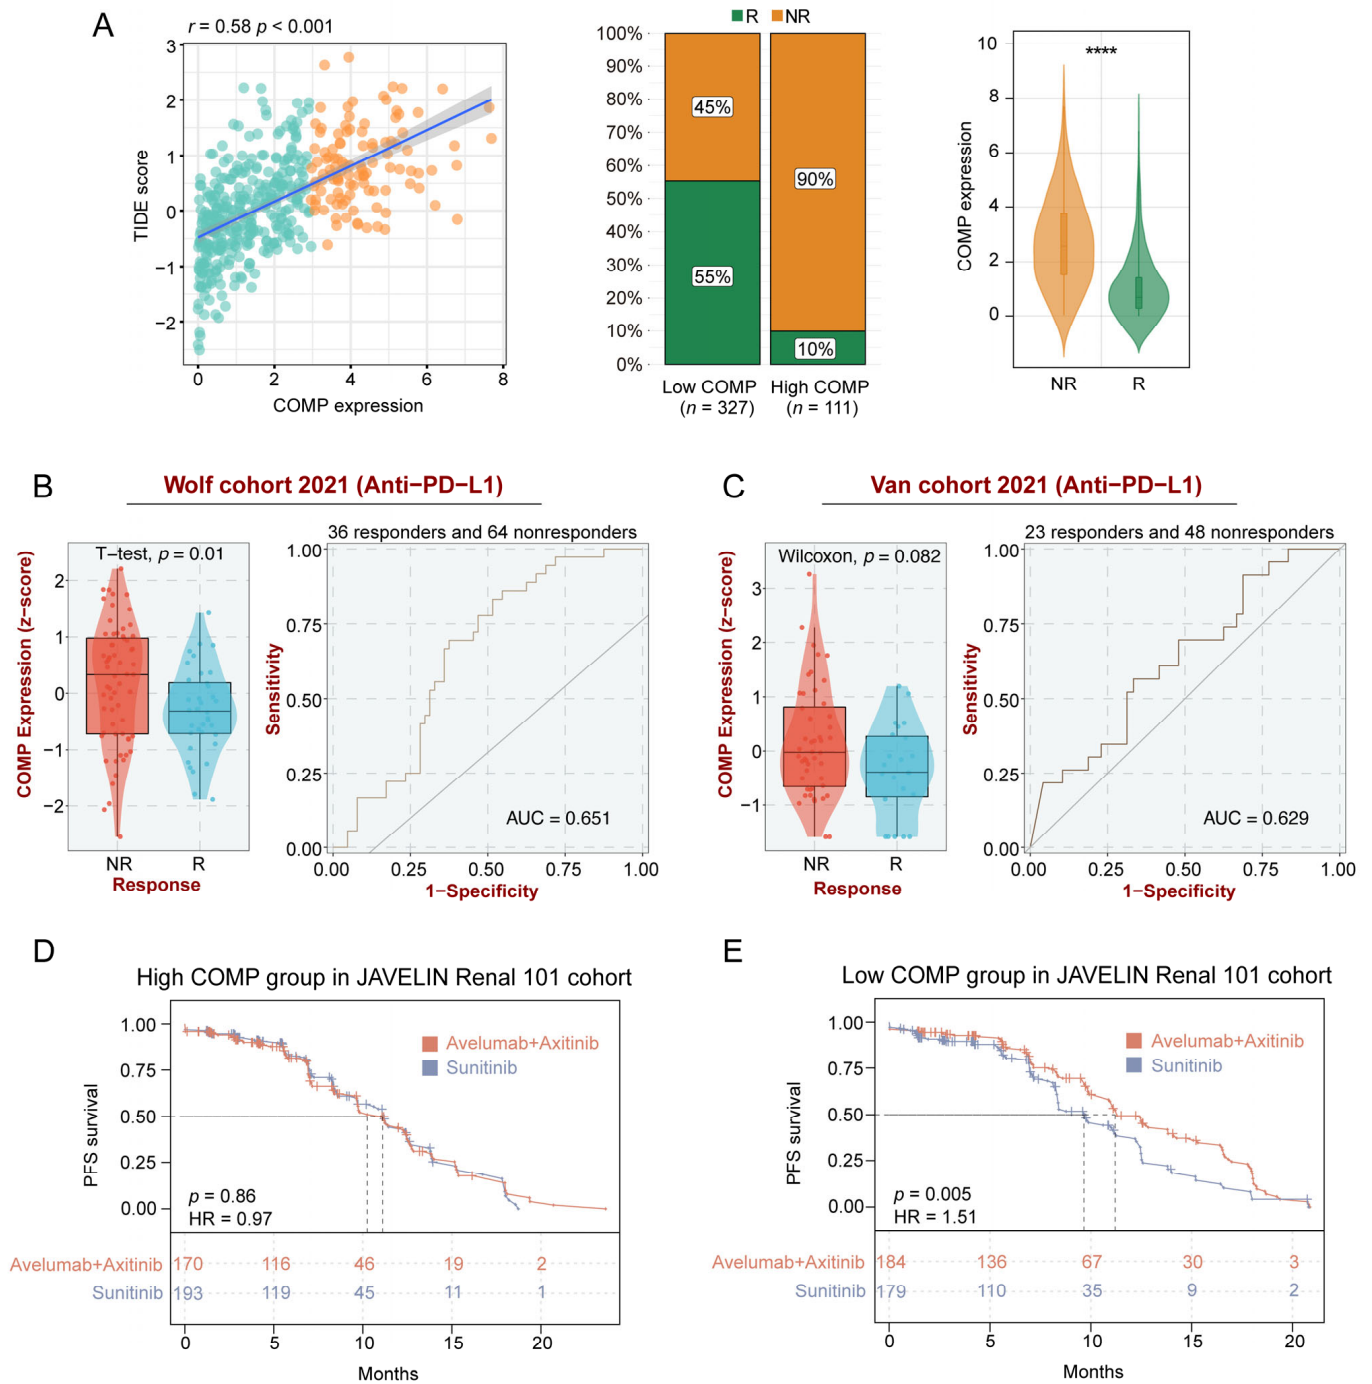 A
r = 0.58 p < 0.001
3
2
1
0
−1
−2
TIDE score
0 2 4 6 8
COMP expression
R NR
100%
90%
80%
70%
60%
50%
40%
30%
20%
10%
0%
45%
55%
90%
10%
Low COMP High COMP
(n = 327) (n = 111)
****
10
8
6
4
2
0
COMP expression
NR R
B
Wolf cohort 2021 (Anti−PD−L1)
T−test, p = 0.01
2
1
0
−1
−2
COMP Expression (z−score)
NR R
Response
36 responders and 64 nonresponders
1.00
0.75
0.50
0.25
0.00
Sensitivity
AUC = 0.651
0.00 0.25 0.50 0.75 1.00
1−Specificity
C
Van cohort 2021 (Anti−PD−L1)
Wilcoxon, p = 0.082
3
2
1
0
−1
COMP Expression (z−score)
NR R
Response
23 responders and 48 nonresponders
1.00
0.75
0.50
0.25
0.00
Sensitivity
AUC = 0.629
0.00 0.25 0.50 0.75 1.00
1−Specificity
D
High COMP group in JAVELIN Renal 101 cohort
1.00
0.75
0.50
0.25
0.00
PFS survival
Avelumab+Axitinib
Sunitinib
p = 0.86
HR = 0.97
Avelumab+Axitinib 170 116 46 19 2
Sunitinib 193 119 45 11 1
0 5 10 15 20
Months
E
Low COMP group in JAVELIN Renal 101 cohort
1.00
0.75
0.50
0.25
0.00
PFS survival
Avelumab+Axitinib
Sunitinib
p = 0.005
HR = 1.51
Avelumab+Axitinib 184 136 67 30 3
Sunitinib 179 110 35 9 2
0 5 10 15 20
Months